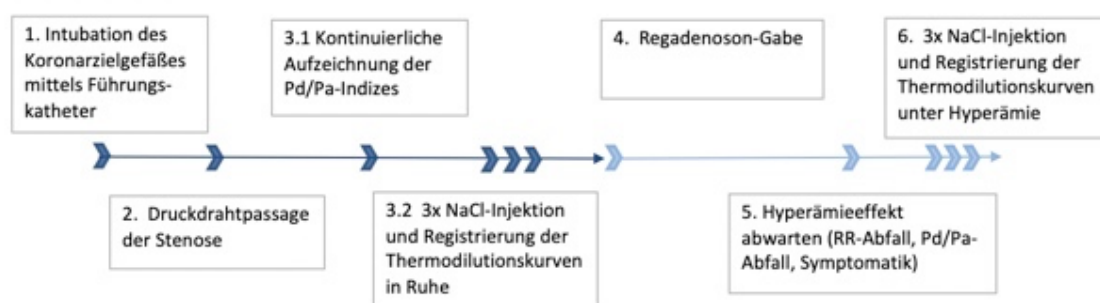 1. Intubation des
Koronarzielgefäßes
mittels Führungs-
katheter
2. Druckdrahtpassage
der Stenose
3.1 Kontinuierliche
Aufzeichnung der
Pd/Pa-Indizes
3.2 3x NaCl-Injektion
und Registrierung der
Thermodilutionskurven
in Ruhe
4. Regadenoson-Gabe
5. Hyperämieeffekt
abwarten (RR-Abfall, Pd/Pa-
Abfall, Symptomatik)
6. 3x NaCl-Injektion
und Registrierung der
Thermodilutionskurven
unter Hyperämie